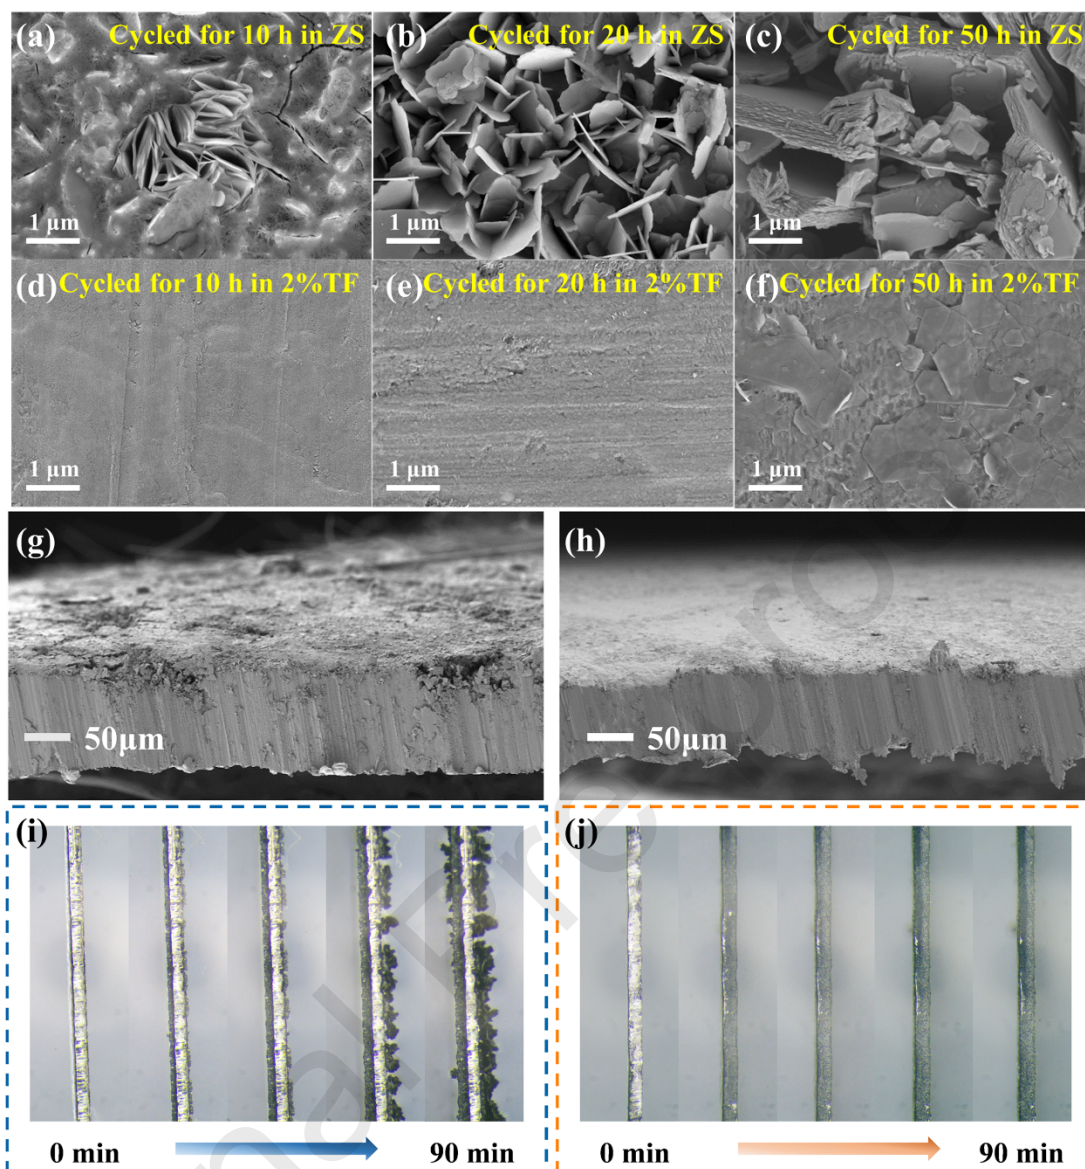 (a) Cycled for 10 h in ZS
(b) Cycled for 20 h in ZS
(c) Cycled for 50 h in ZS
1 μm
1 μm
1 μm
(d) Cycled for 10 h in 2%TF
(e) Cycled for 20 h in 2%TF
(f) Cycled for 50 h in 2%TF
1 μm
1 μm
1 μm
(g)
(h)
50μm
50μm
(i)
(j)
0 min
90 min
0 min
90 min